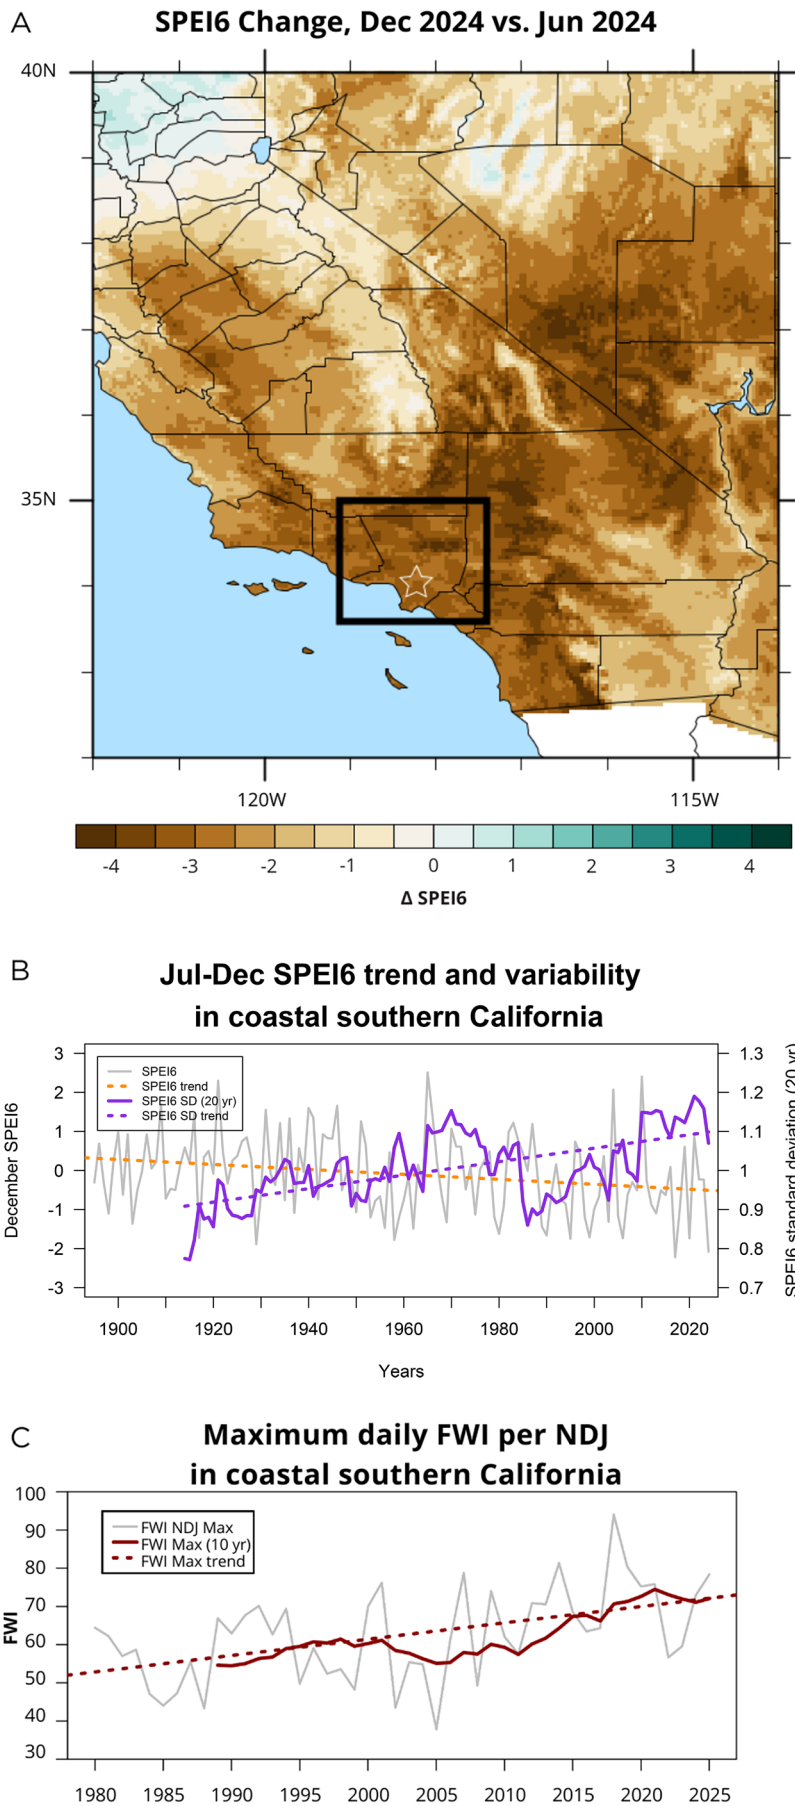 A
SPEI6 Change, Dec 2024 vs. Jun 2024
40N
35N
120W
115W
-4 -3 -2 -1 0 1 2 3 4
Δ SPEI6
B
Jul-Dec SPEI6 trend and variability
in coastal southern California
SPEI6
SPEI6 trend
SPEI6 SD (20 yr)
SPEI6 SD trend
December SPEI6
3
2
1
0
-1
-2
-3
1.3
1.2
1.1
1
0.9
0.8
0.7
SPEI6 standard deviation (20 yr)
1900 1920 1940 1960 1980 2000 2020
Years
C
Maximum daily FWI per NDJ
in coastal southern California
FWI NDJ Max
FWI Max (10 yr)
FWI Max trend
FWI
100
90
80
70
60
50
40
30
1980 1985 1990 1995 2000 2005 2010 2015 2020 2025